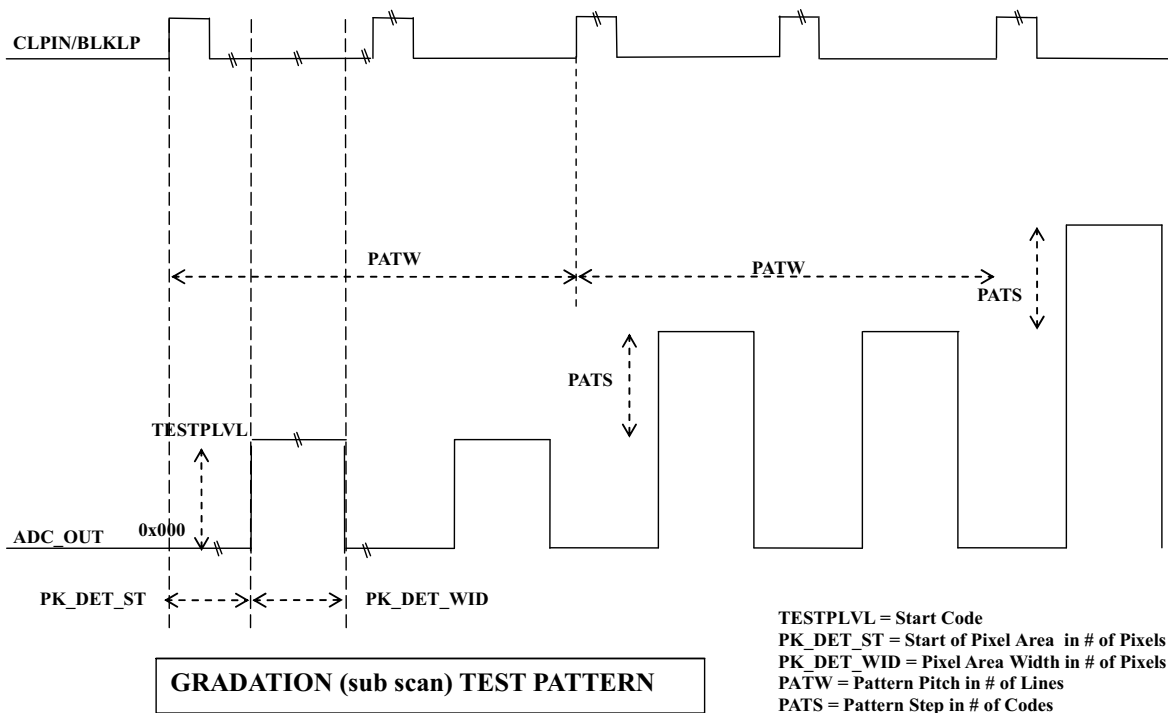 CLPIN/BLKLP
PATW
PATW
PATS
PATS
TESTPLVL
0x000
ADC_OUT
PK_DET_ST
PK_DET_WID
TESTPLVL = Start Code
PK_DET_ST = Start of Pixel Area in # of Pixels
PK_DET_WID = Pixel Area Width in # of Pixels
PATW = Pattern Pitch in # of Lines
PATS = Pattern Step in # of Codes
GRADATION (sub scan) TEST PATTERN